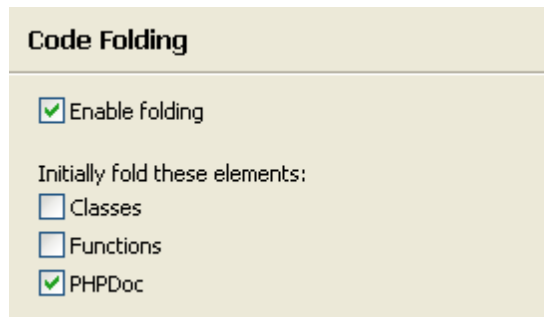 Code Folding
Enable folding
Initially fold these elements:
Classes
Functions
PHPDoc